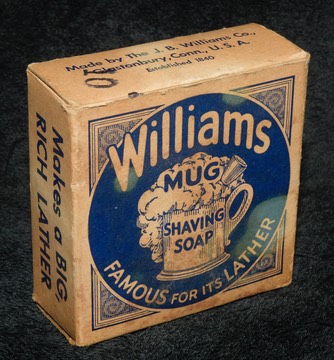 Made by The J. B. Williams Co.,
Glastonbury, Conn., U. S. A.
Established 1840
Makes a BIG
RICH LATHER
Williams
MUG
SHAVING
SOAP
FAMOUS FOR ITS LATHER